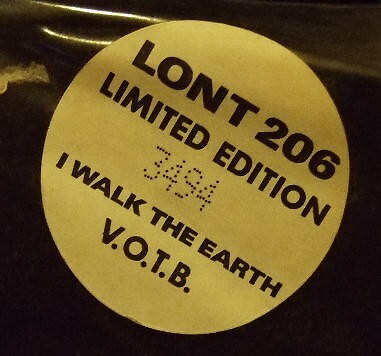 LONT 206
LIMITED EDITION
3494
I WALK THE EARTH
V.O.T.B.